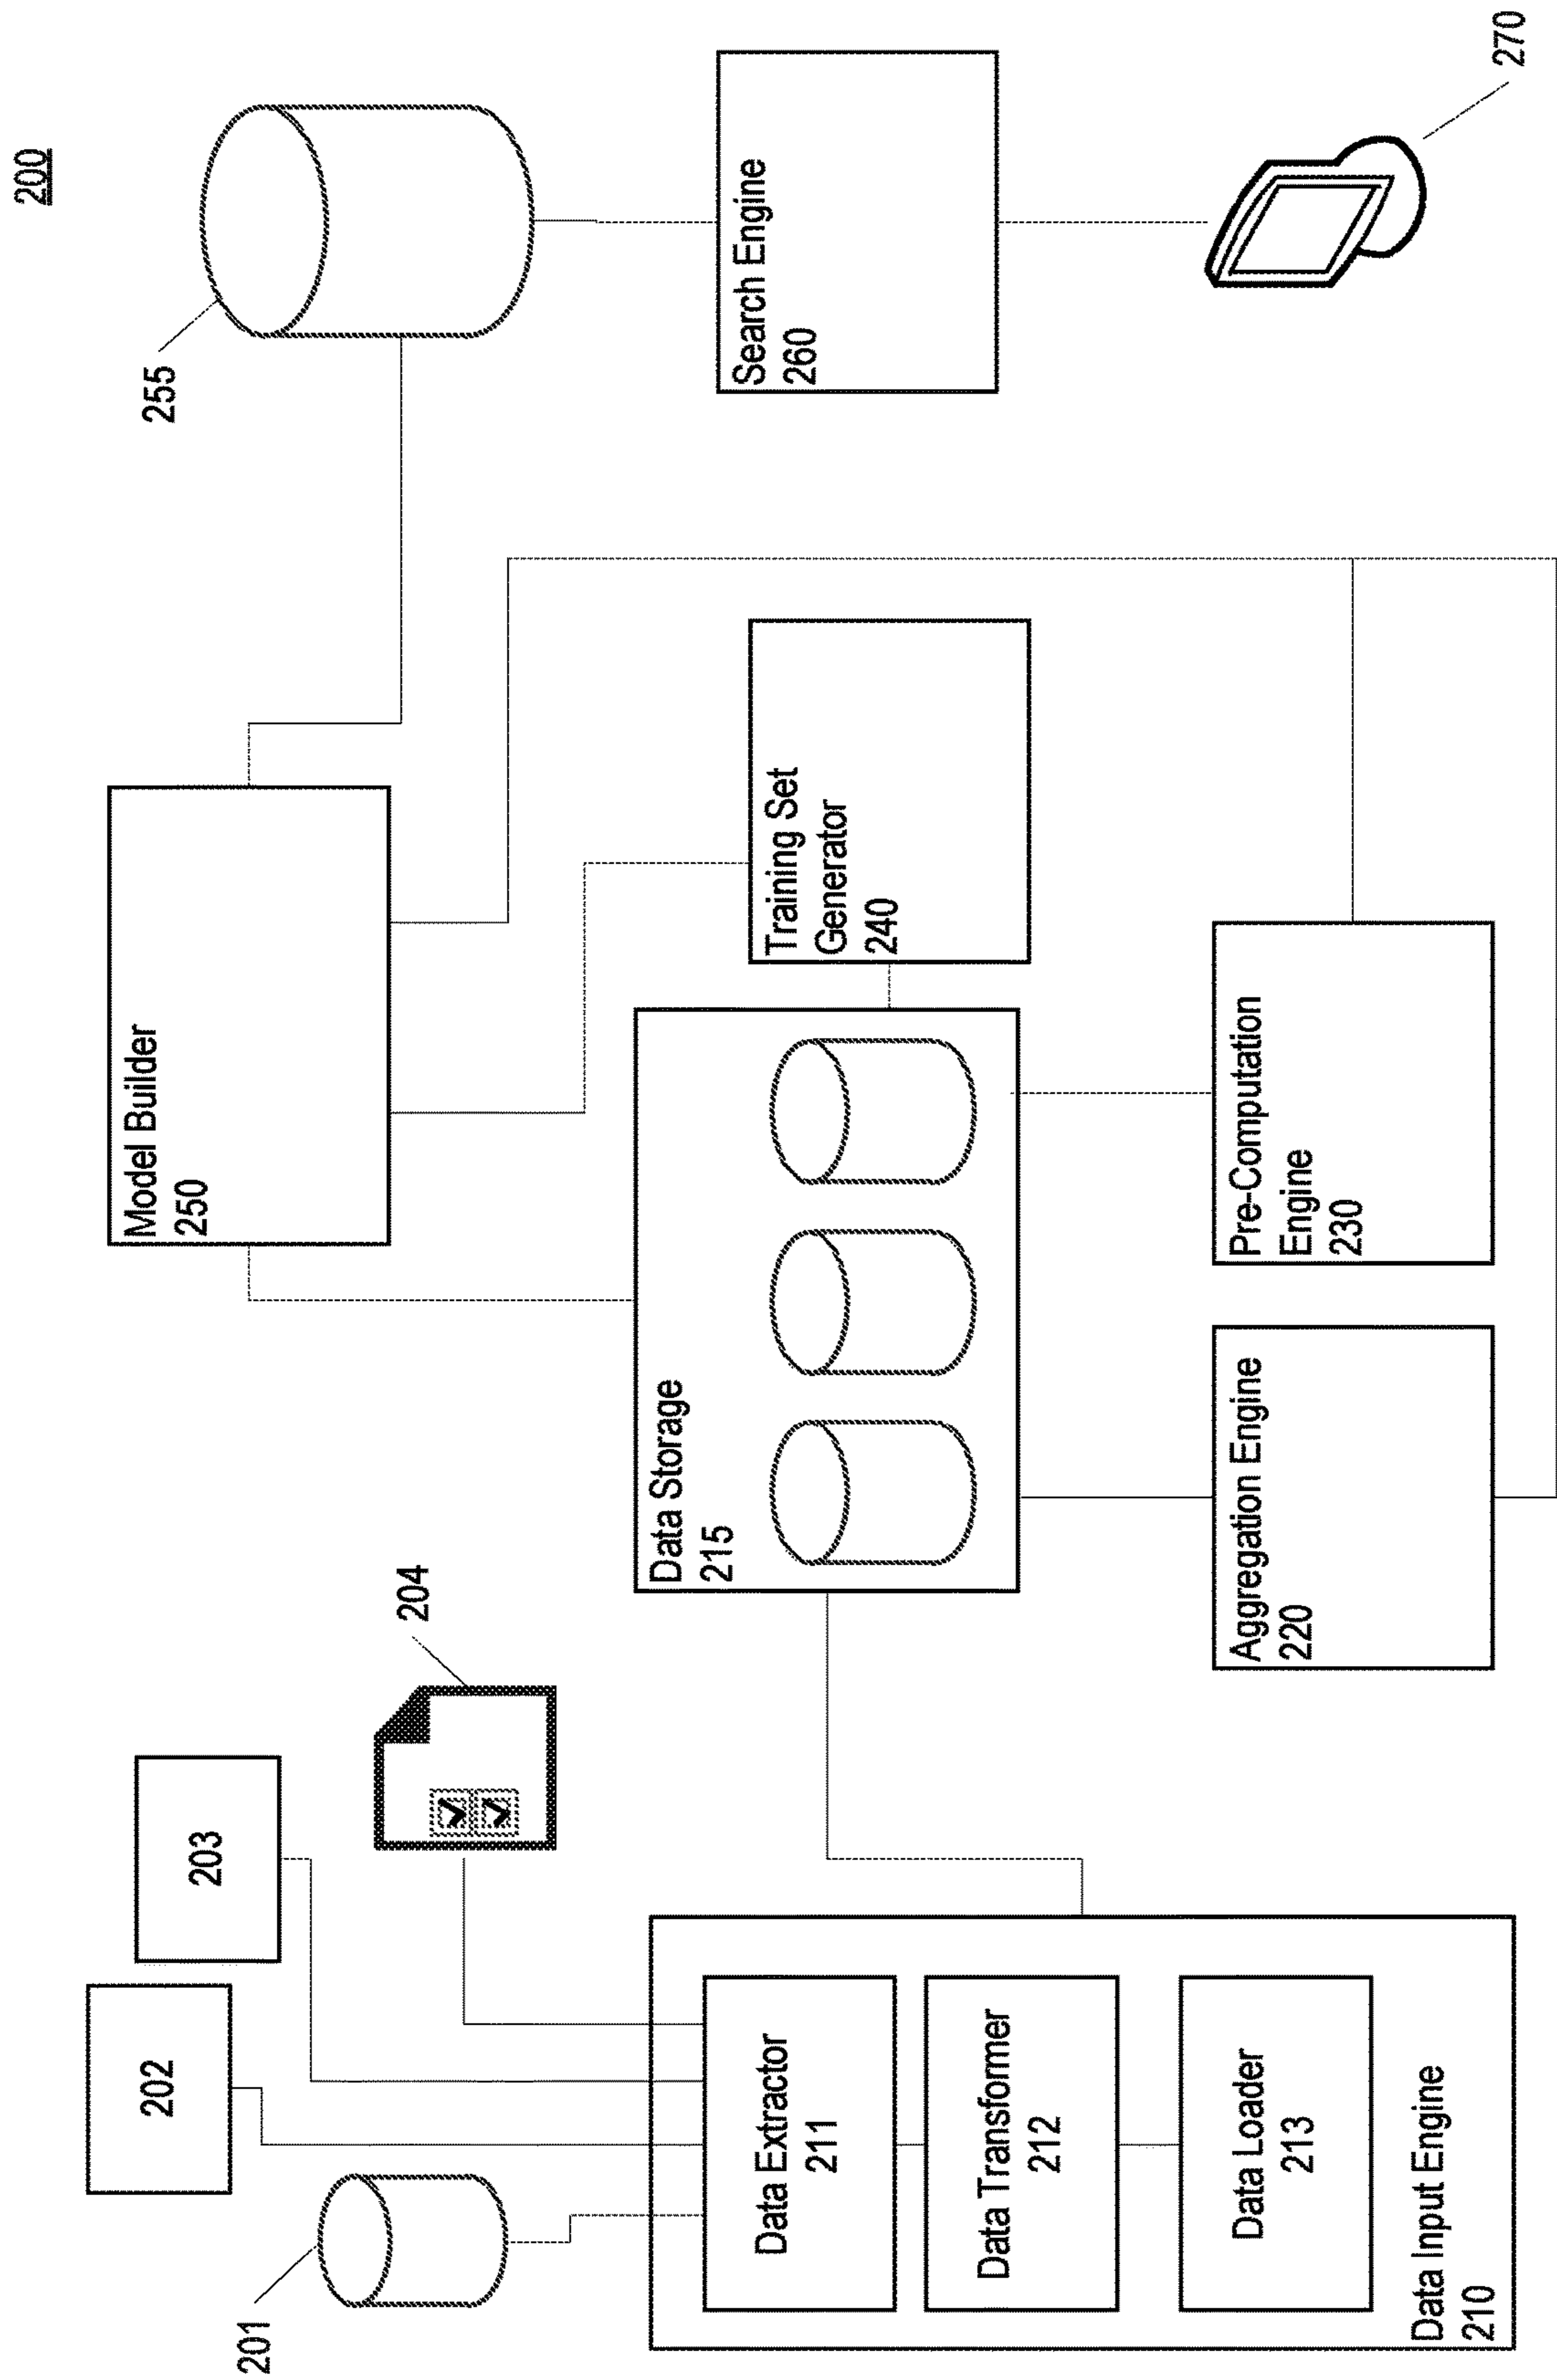 200
201
202
203
204
Data Extractor
211
Data Transformer
212
Data Loader
213
Data Input Engine
210
Data Storage
215
Model Builder
250
Training Set
Generator
240
Aggregation Engine
220
Pre-Computation
Engine
230
255
Search Engine
260
270